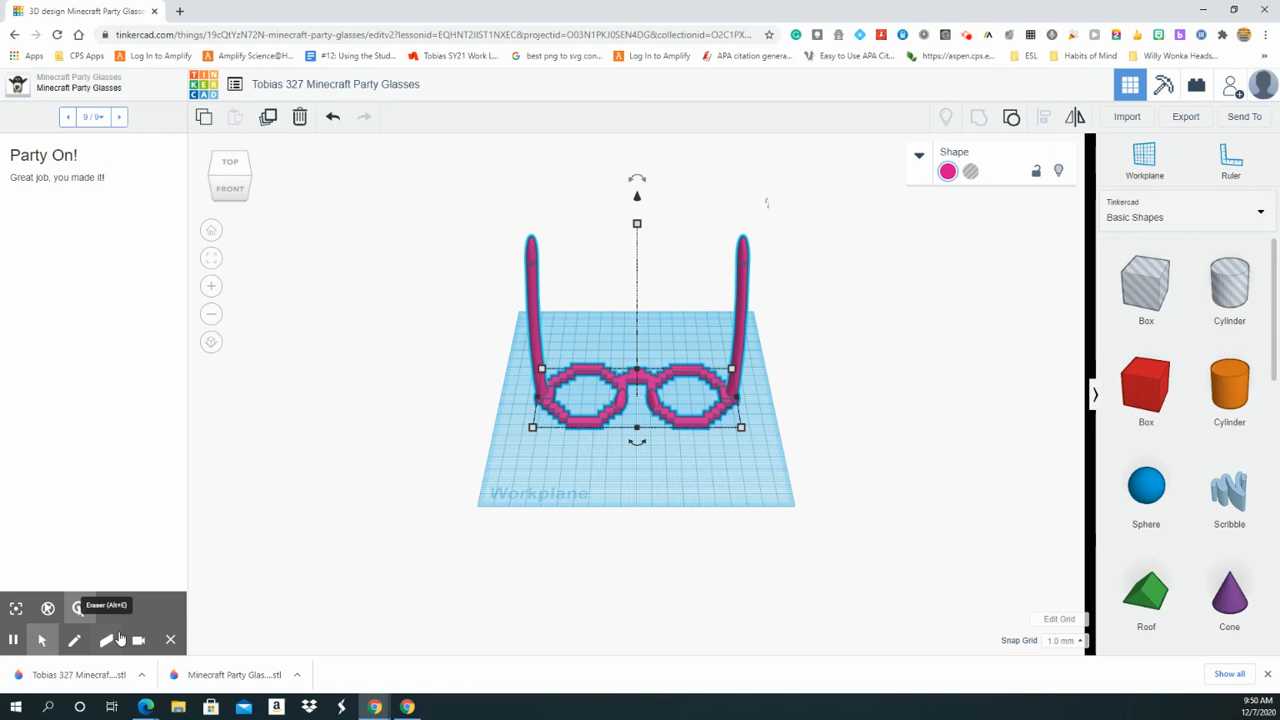 3D design Minecraft Party Glasse
tinkercad.com/things/19cQtYzN72N-minecraft-party-glasses/editv2?lessonid=EQHNT2IIST1NXEC&projectid=O03N1PKJ0SEN4DG&collectionid=O2C1PX...
Apps CPS Apps Log In to Amplify Amplify Science@H... #12: Using the Stud... Tobias SY21 Work L... best png to svg con... Log In to Amplify APA citation genera... Easy to Use APA Cit... https://aspen.cps.e... ESL Habits of Mind Willy Wonka Heads...
Minecraft Party Glasses
Minecraft Party Glasses
TIN
KER
CAD
Tobias 327 Minecraft Party Glasses
9 / 9
Import Export Send To
Party On!
Great job, you made it!
TOP
FRONT
Shape
Workplane Ruler
Tinkercad
Basic Shapes
Box Cylinder
Box Cylinder
Sphere Scribble
Roof Cone
Workplane
Edit Grid
Snap Grid 1.0 mm
Eraser (Alt+E)
Tobias 327 Minecraf....stl Minecraft Party Glas....stl Show all
9:50 AM
12/7/2020